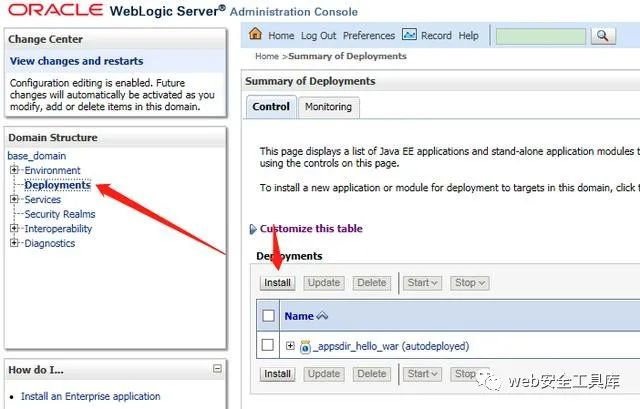 ORACLE WebLogic Server® Administration Console
Change Center
View changes and restarts
Configuration editing is enabled. Future
changes will automatically be activated as you
modify, add or delete items in this domain.
Domain Structure
base_domain
Environment
Deployments
Services
Security Realms
Interoperability
Diagnostics
How do I...
Install an Enterprise application
Home Log Out Preferences Record Help
Home >Summary of Deployments
Summary of Deployments
Control Monitoring
This page displays a list of Java EE applications and stand-alone application modules t
using the controls on this page.
To install a new application or module for deployment to targets in this domain, click t
Customize this table
Deployments
Install Update Delete Start Stop
Name
_appsdir_hello_war (autodeployed)
Install Update Delete Start Stop
web安全工具库